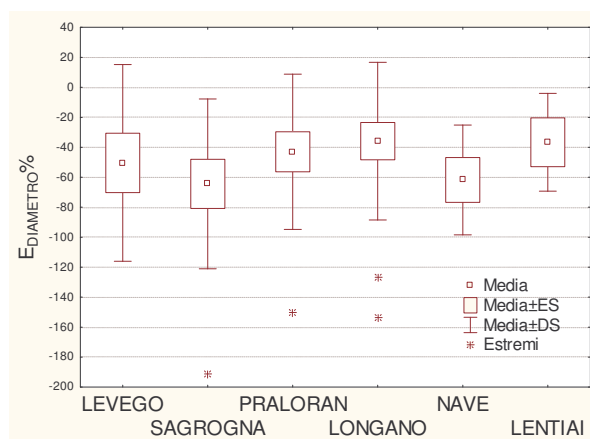 40
20
0
-20
-40
-60
-80
-100
-120
-140
-160
-180
-200
EDIAMETRO%
Media
Media±ES
Media±DS
Estremi
LEVEGO PRALORAN NAVE
SAGROGNA LONGANO LENTIAI